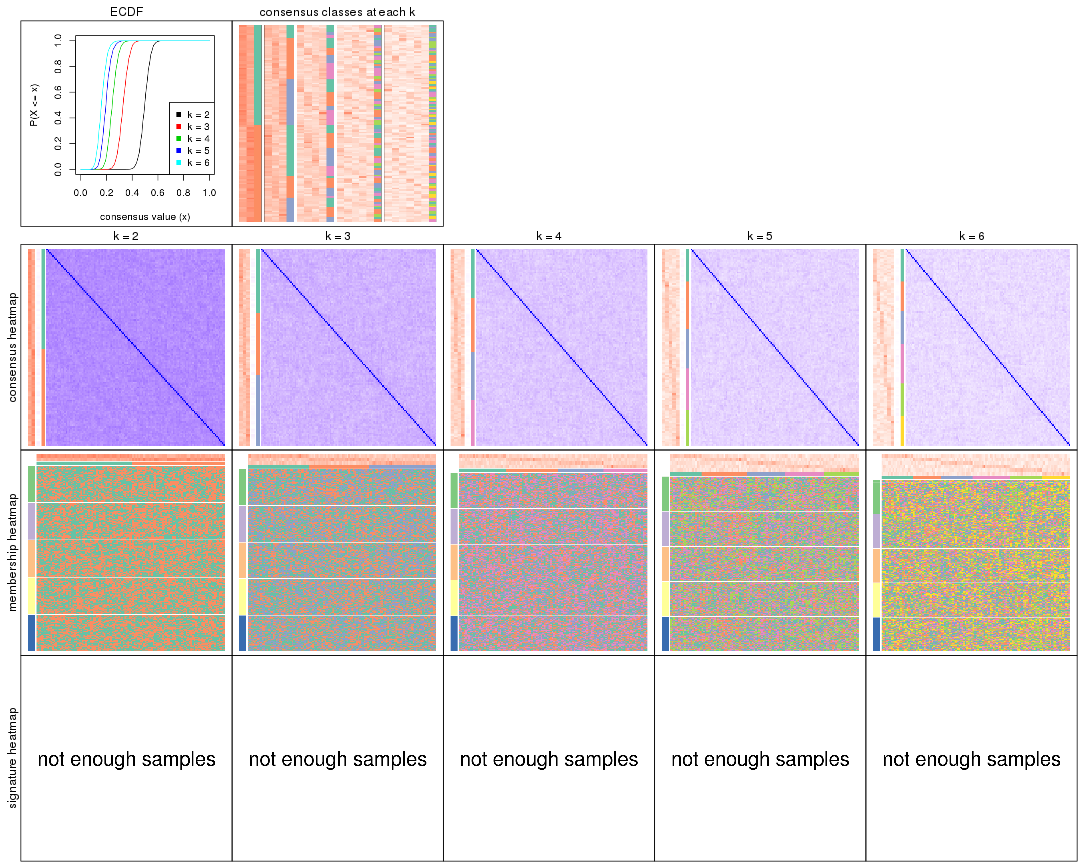 ECDF
consensus classes at each k
P(X <= x)
1.0
0.8
0.6
0.4
0.2
0.0
k = 2
k = 3
k = 4
k = 5
k = 6
0.0 0.2 0.4 0.6 0.8 1.0
consensus value (x)
k = 2 k = 3 k = 4 k = 5 k = 6
consensus heatmap
membership heatmap
signature heatmap
not enough samples not enough samples not enough samples not enough samples not enough samples